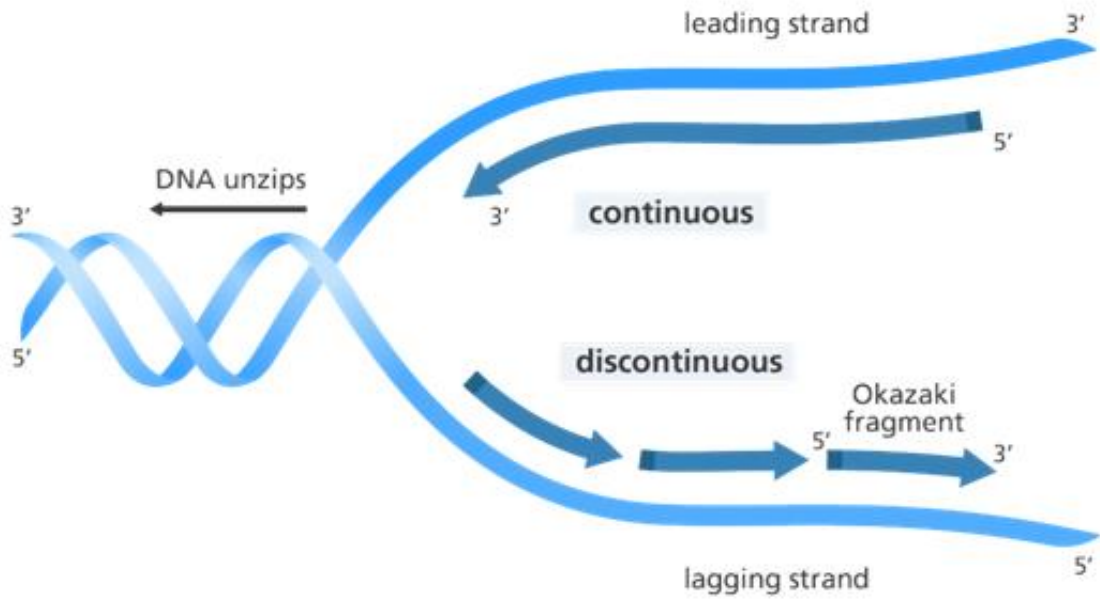 leading strand
3’
5’
DNA unzips
3’
3’
continuous
5’
discontinuous
Okazaki
fragment
5’
3’
lagging strand
5’